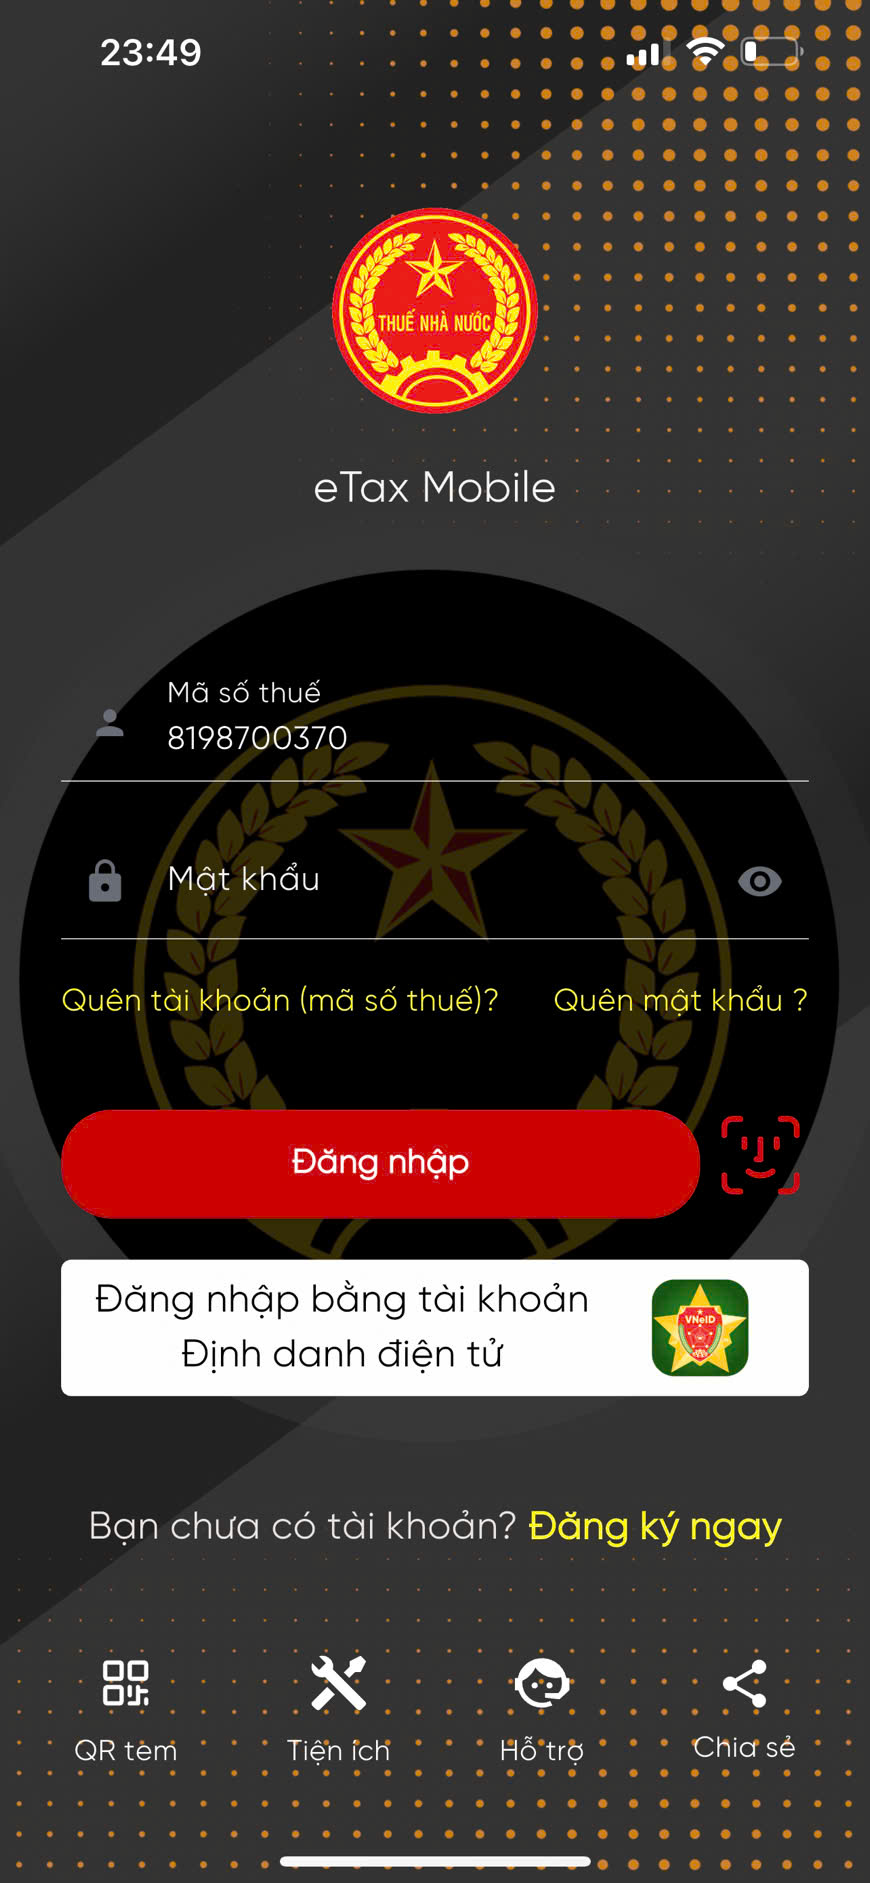 23:49
THUẾ NHÀ NƯỚC
eTax Mobile
Mã số thuế
8198700370
Mật khẩu
Quên tài khoản (mã số thuế)? Quên mật khẩu ?
Đăng nhập
Đăng nhập bằng tài khoản
Định danh điện tử
VNeID
Bạn chưa có tài khoản? Đăng ký ngay
QR tem Tiện ích Hỗ trợ Chia sẻ